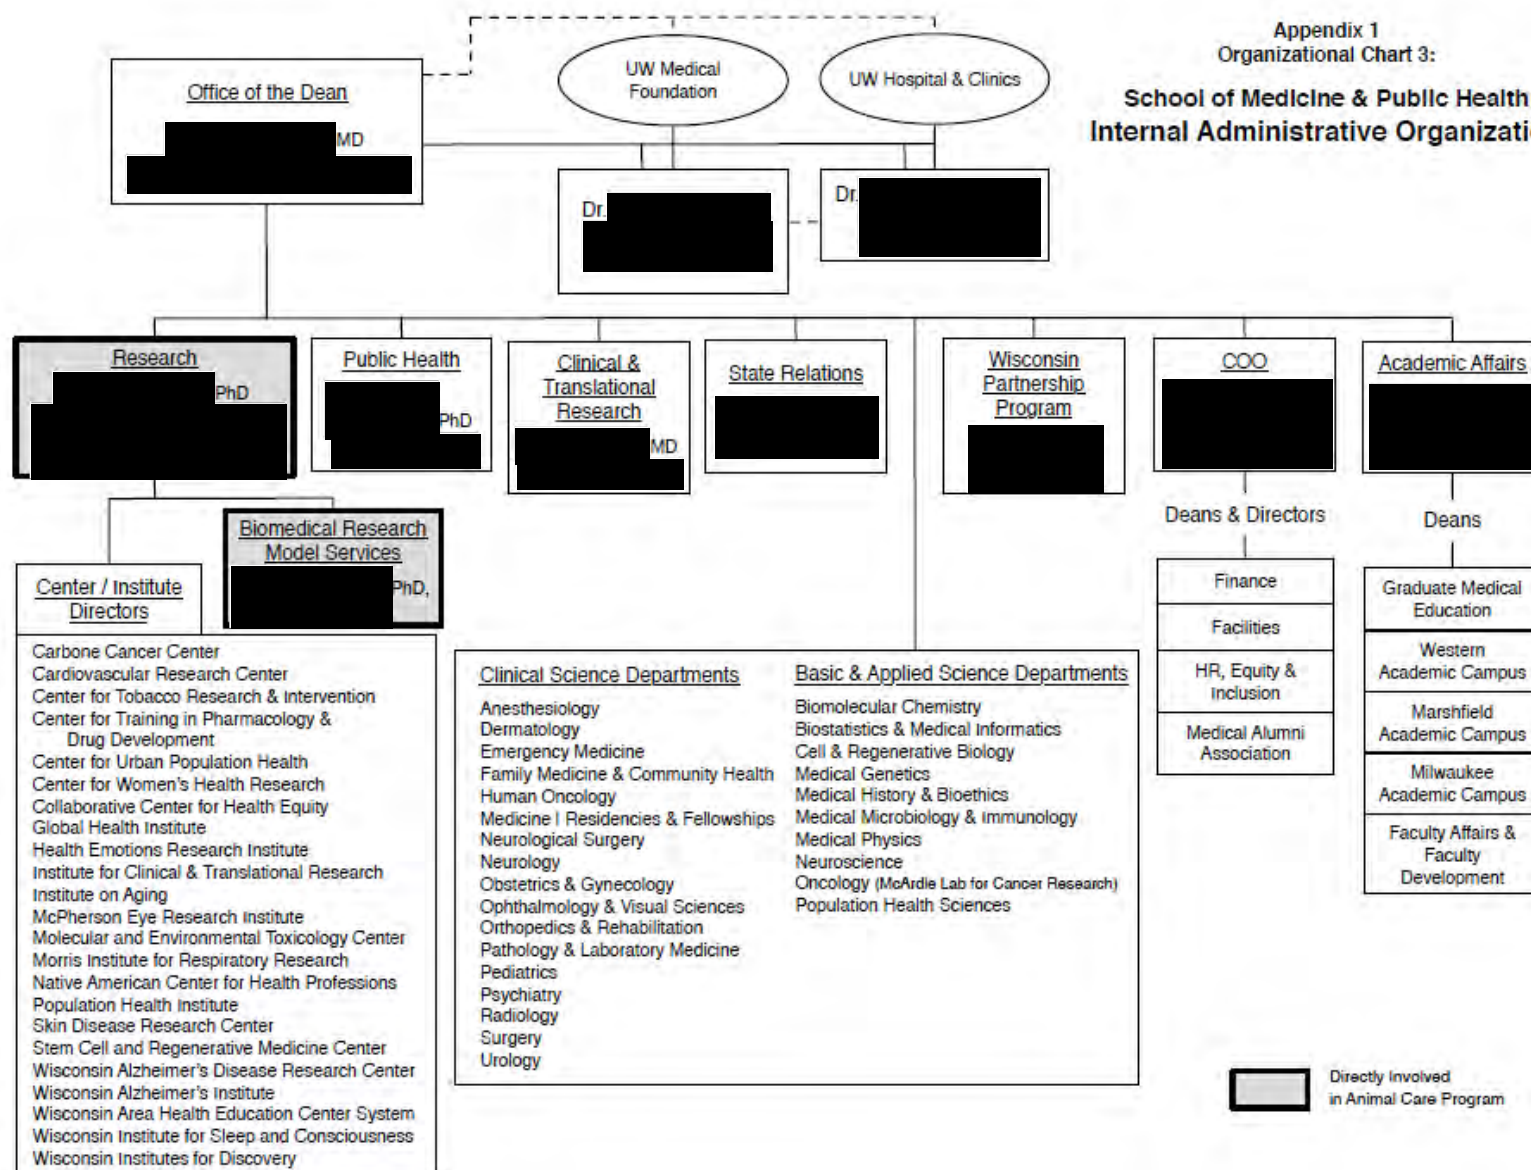 Appendix 1
Organizational Chart 3:
School of Medicine & Public Health
Internal Administrative
UW Medical
Foundation
UW Hospital & Clinics
Office of the Dean
MD
Dr.
Dr.
Research
PhD
Public Health
PhD
Clinical &
Translational
Research
MD
State Relations
Wisconsin
Partnership
Program
COO
Academic Affairs
Deans & Directors
Deans
Biomedical Research
Model Services
PhD,
Center / Institute
Directors
Carbone Cancer Center
Cardiovascular Research Center
Center for Tobacco Research & Intervention
Center for Training in Pharmacology &
Drug Development
Center for Urban Population Health
Center for Women's Health Research
Collaborative Center for Health Equity
Global Health Institute
Health Emotions Research Institute
Institute for Clinical & Translational Research
Institute on Aging
McPherson Eye Research Institute
Molecular and Environmental Toxicology Center
Morris Institute for Respiratory Research
Native American Center for Health Professions
Population Health Institute
Skin Disease Research Center
Stem Cell and Regenerative Medicine Center
Wisconsin Alzheimer's Disease Research Center
Wisconsin Alzheimer's Institute
Wisconsin Area Health Education Center System
Wisconsin Institute for Sleep and Consciousness
Wisconsin Institutes for Discovery
Clinical Science Departments
Anesthesiology
Dermatology
Emergency Medicine
Family Medicine & Community Health
Human Oncology
Medicine | Residencies & Fellowships
Neurological Surgery
Neurology
Obstetrics & Gynecology
Ophthalmology & Visual Sciences
Orthopedics & Rehabilitation
Pathology & Laboratory Medicine
Pediatrics
Psychiatry
Radiology
Surgery
Urology
Basic & Applied Science Departments
Biomolecular Chemistry
Biostatistics & Medical Informatics
Cell & Regenerative Biology
Medical Genetics
Medical History & Bioethics
Medical Microbiology & Immunology
Medical Physics
Neuroscience
Oncology (McArdle Lab for Cancer Research)
Population Health Sciences
Finance
Facilities
HR, Equity &
Inclusion
Medical Alumni
Association
Graduate Medical
Education
Western
Academic Campus
Marshfield
Academic Campus
Milwaukee
Academic Campus
Faculty Affairs &
Faculty
Development
Directly Involved
in Animal Care Program